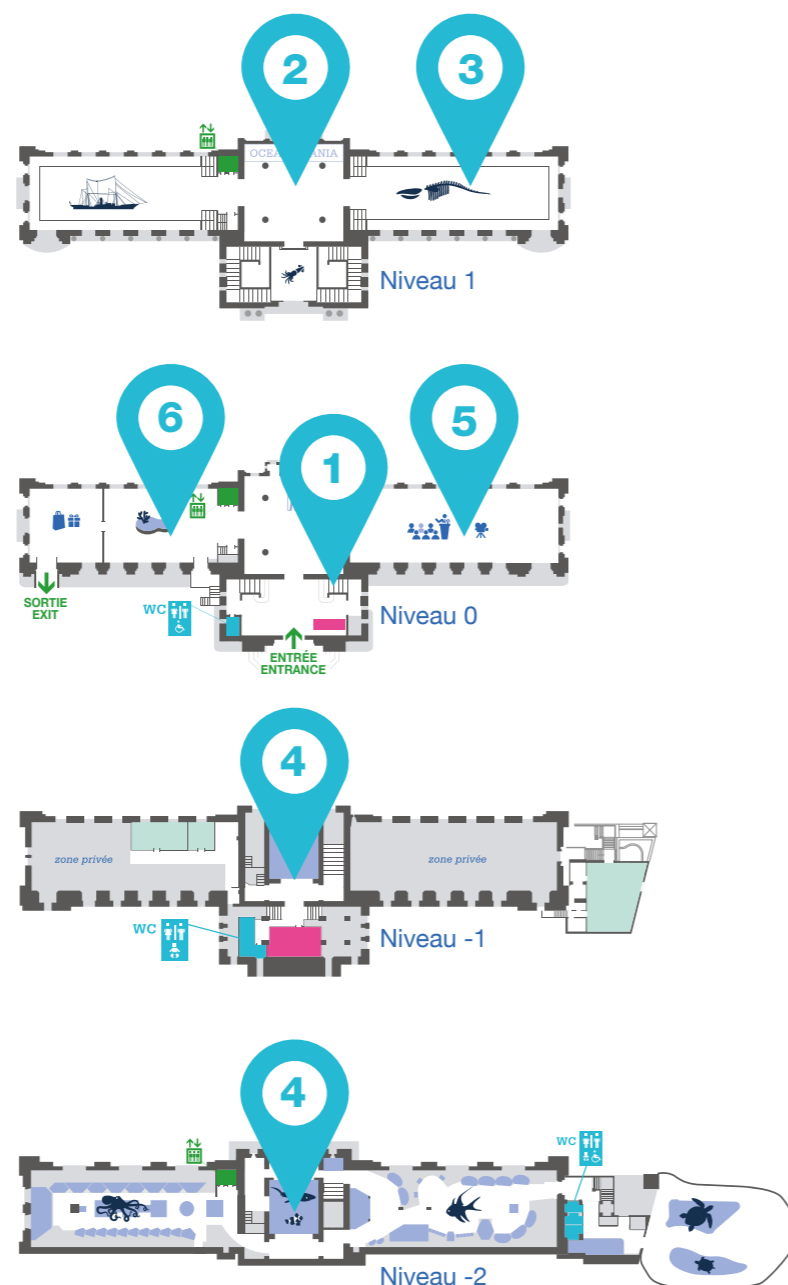 2
3
OCEANOMANIA
Niveau 1
6
5
1
SORTIE
EXIT
WC
Niveau 0
ENTRÉE
ENTRANCE
4
zone privée
zone privée
WC
Niveau -1
4
WC
Niveau -2